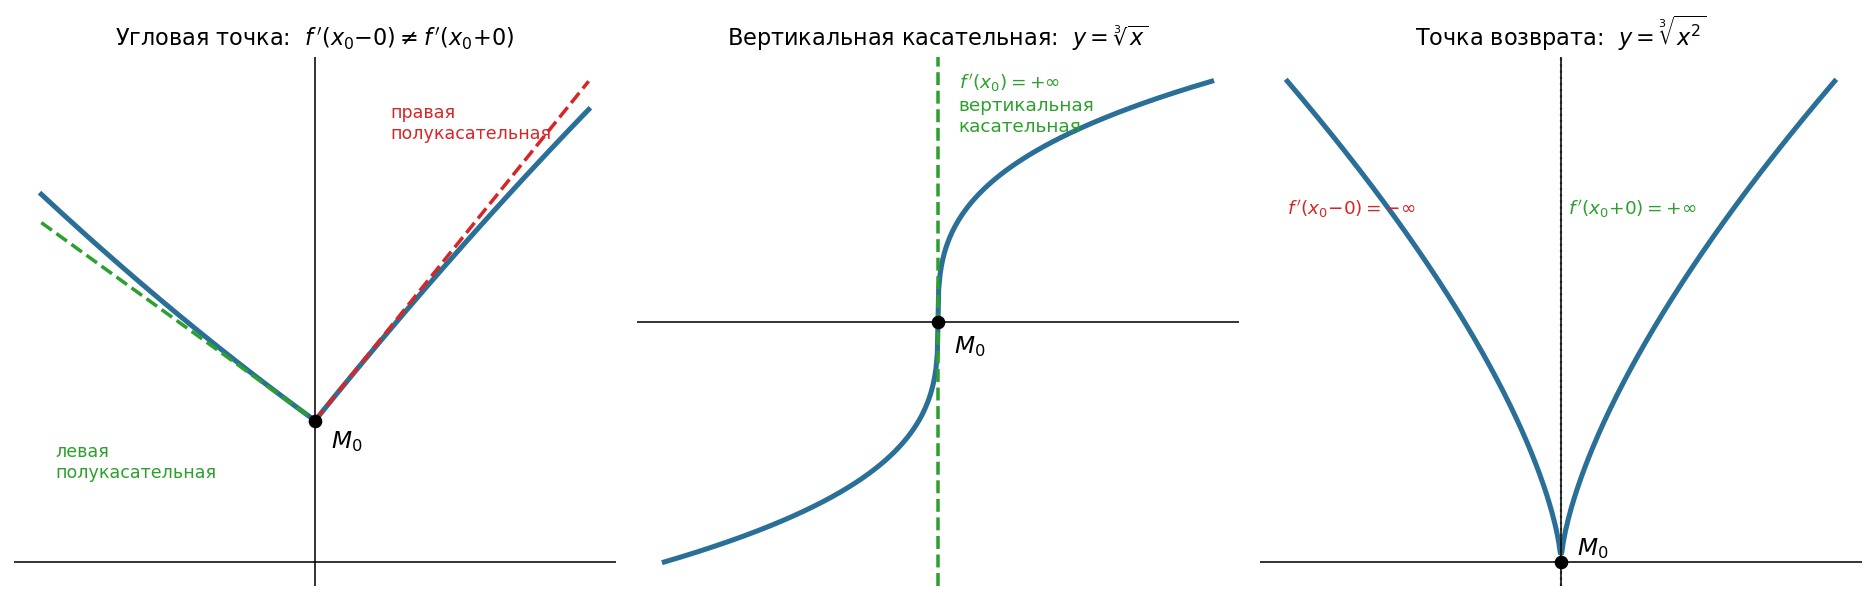 Угловая точка: f′(x₀−0) ≠ f′(x₀+0)
правая
полукасательная
M₀
левая
полукасательная
Вертикальная касательная: y = ∛x
f′(x₀) = +∞
вертикальная
касательная
M₀
Точка возврата: y = ∛x²
f′(x₀−0) = −∞
f′(x₀+0) = +∞
M₀